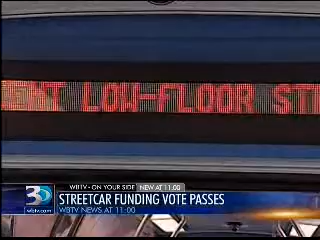 LOW-FLOOR
WBTV - ON YOUR SIDE NEW AT 11:00
STREETCAR FUNDING VOTE PASSES
WBTV NEWS AT 11:00
3
wbtv.com